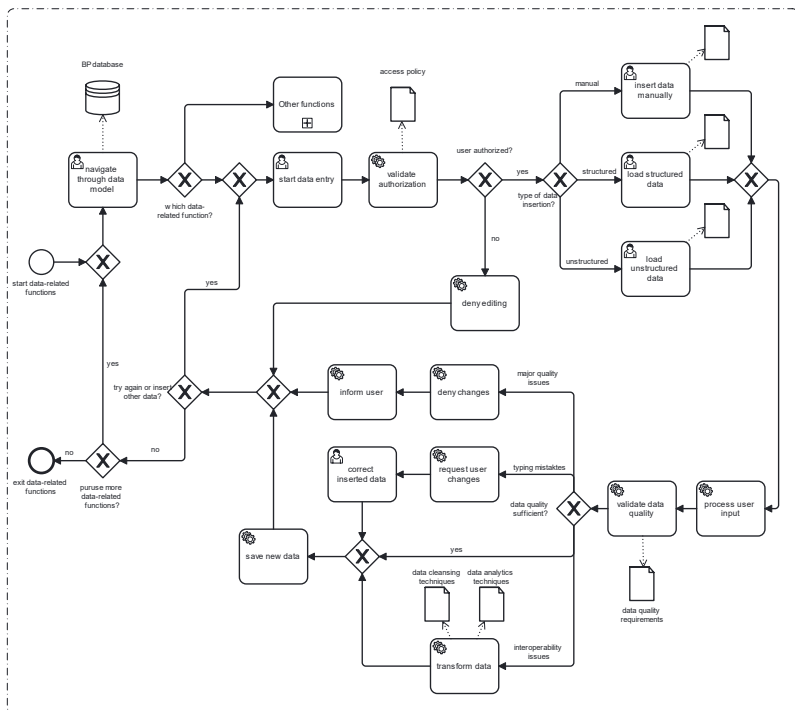 BP database
access policy
navigate
through data
model
Other functions
which data-
related function?
start data entry
validate
authorization
user authorized?
yes
no
type of data
insertion?
manual
structured
unstructured
insert data
manually
load structured
data
load
unstructured
data
start data-related
functions
yes
deny editing
yes
try again or insert
other data?
inform user
deny changes
major quality
issues
no
no
exit data-related
functions
puruse more
data-related
functions?
correct
inserted data
request user
changes
typing mistaktes
data quality
sufficient?
validate data
quality
process user
input
save new data
yes
data cleansing
techniques
data analytics
techniques
data quality
requirements
transform data
interoperability
issues